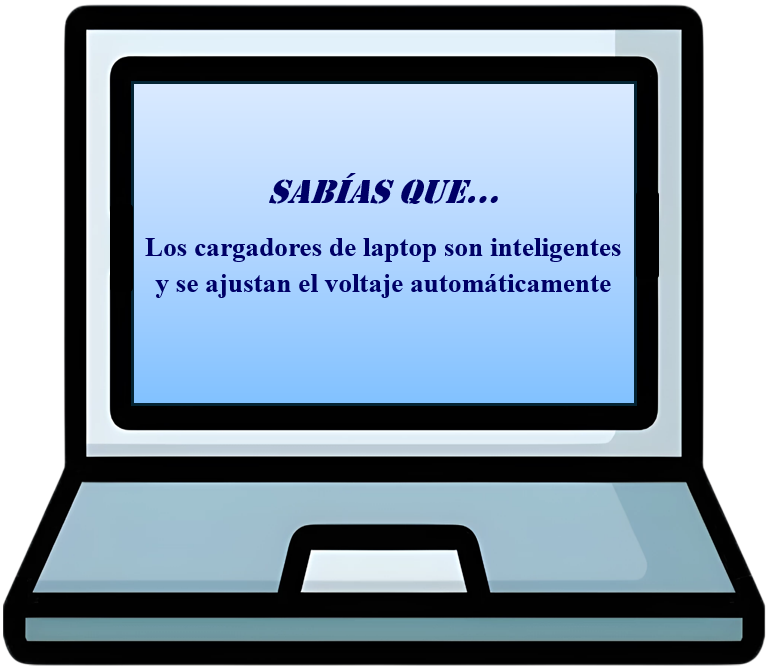 SABÍAS QUE...
Los cargadores de laptop son inteligentes
y se ajustan el voltaje automáticamente